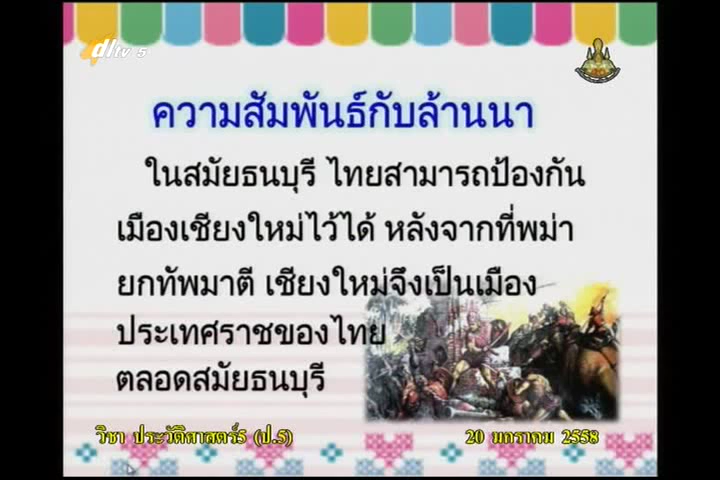 dltv 5
ความสัมพันธ์กับล้านนา
ในสมัยธนบุรี ไทยสามารถป้องกัน
เมืองเชียงใหม่ไว้ได้ หลังจากที่พม่า
ยกทัพมาตี เชียงใหม่จึงเป็นเมือง
ประเทศราชของไทย
ตลอดสมัยธนบุรี
วิชา ประวัติศาสตร์5 (ป.5)
20 มกราคม 2558